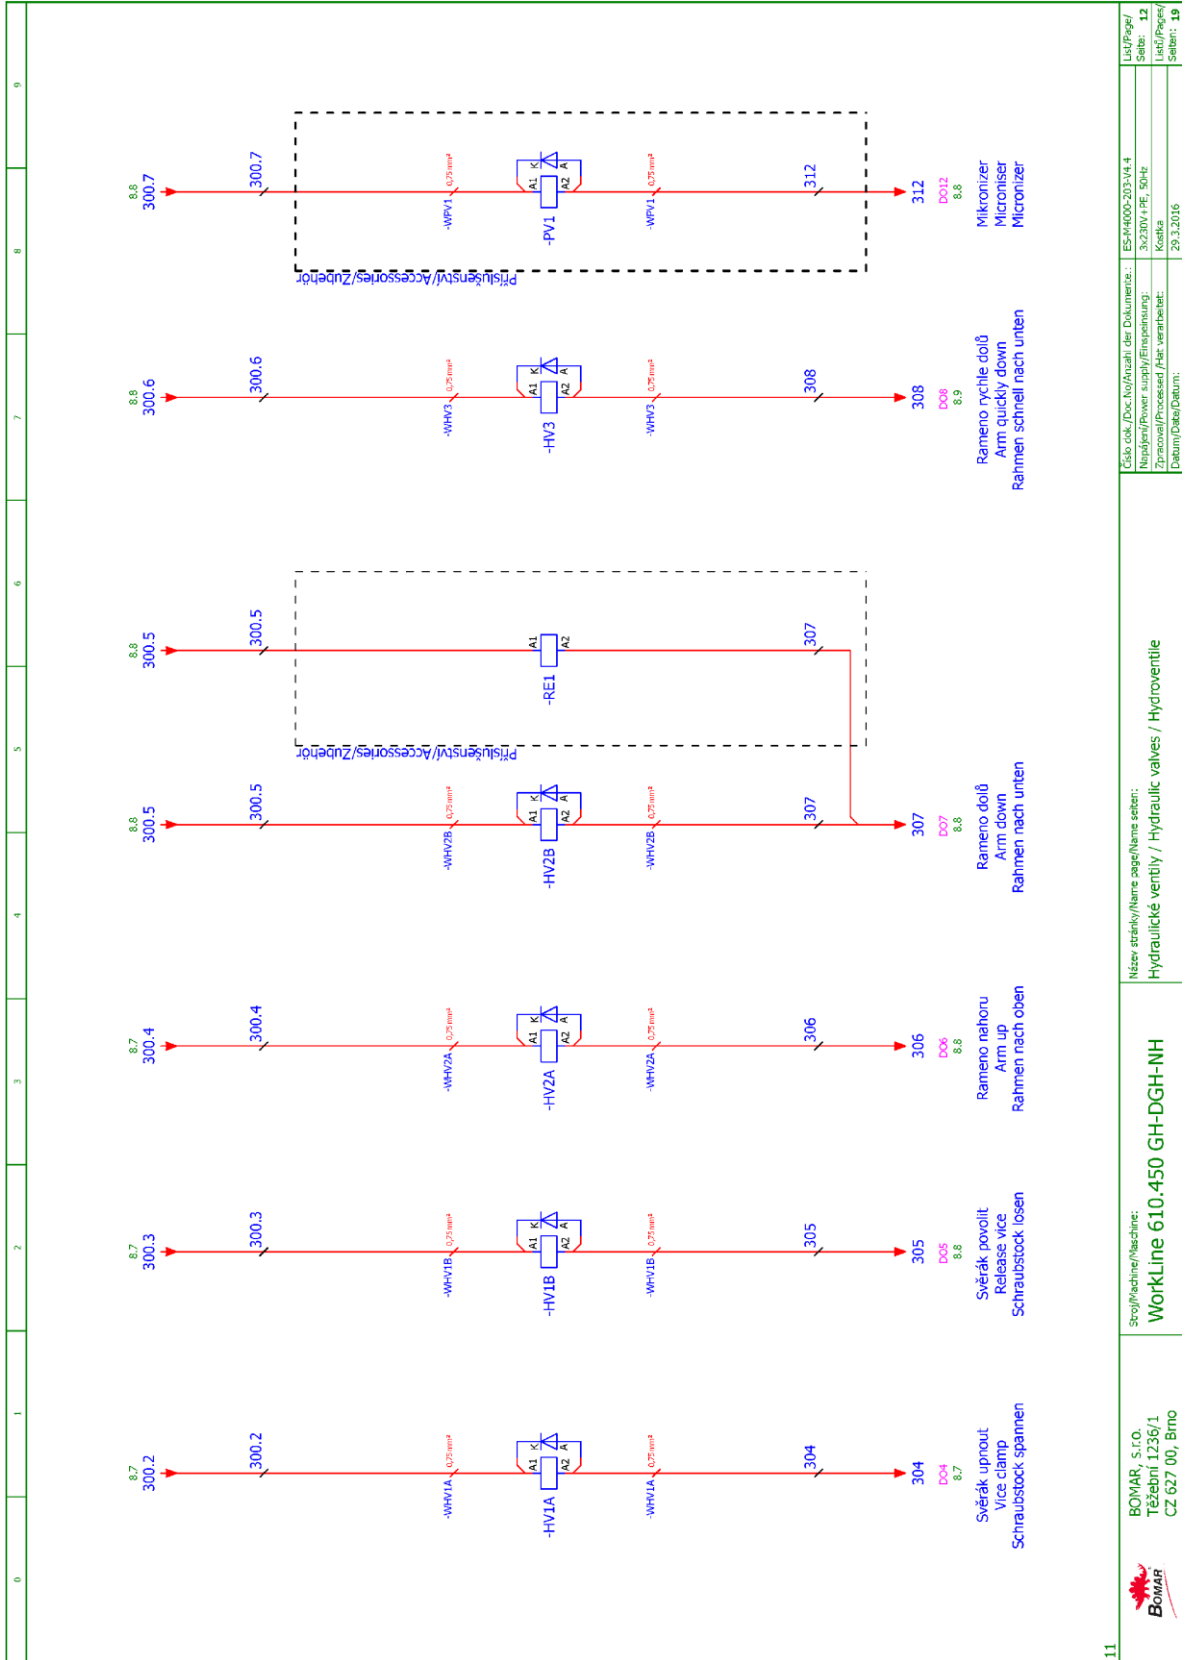 0 1 2 3 4 5 6 7 8 9
8.7
300.2
300.2
-WHV1A 0,75mm²
-HV1A A1 K
A2 A
-WHV1A 0,75mm²
304
304
DO4
8.7
Svěrák upnout
Vice clamp
Schraubstock spannen
8.7
300.3
300.3
-WHV1B 0,75mm²
-HV1B A1 K
A2 A
-WHV1B 0,75mm²
305
305
DO5
8.8
Svěrák povolit
Release vice
Schraubstock losen
8.7
300.4
300.4
-WHV2A 0,75mm²
-HV2A A1 K
A2 A
-WHV2A 0,75mm²
306
306
DO6
8.8
Rameno nahoru
Arm up
Rahmen nach oben
8.8
300.5
300.5
-WHV2B 0,75mm²
-HV2B A1 K
A2 A
-WHV2B 0,75mm²
307
307
DO7
8.8
Rameno dolů
Arm down
Rahmen nach unten
8.8
300.5
300.5
Příslušenství/Accessories/Zubehör
-RE1 A1
A2
307
8.8
300.6
300.6
-WHV3 0,75mm²
-HV3 A1 K
A2 A
-WHV3 0,75mm²
308
308
DO8
8.9
Rameno rychle dolů
Arm quickly down
Rahmen schnell nach unten
8.8
300.7
300.7
Příslušenství/Accessories/Zubehör
-WPV1 0,75mm²
-PV1 A1 K
A2 A
-WPV1 0,75mm²
312
312
DO12
8.8
Mikronizer
Microniser
Micronizer
11
BOMAR
BOMAR, s.r.o.
Těžební 1236/1
CZ 627 00, Brno
Stroj/Machine/Maschine:
WorkLine 610.450 GH-DGH-NH
Název stránky/Name page/Name seiten:
Hydraulické ventily / Hydraulic valves / Hydroventile
Číslo dok./Doc.No/Anzahl der Dokumente.: ES-M4000-203-V4.4
Napájení/Power supply/Einspeinsung: 3x230V+PE, 50Hz
Zpracoval/Processed /Hat verarbeitet: Kostka
Datum/Date/Datum: 29.3.2016
List/Page/
Seite: 12
Listů/Pages/
Seiten: 19